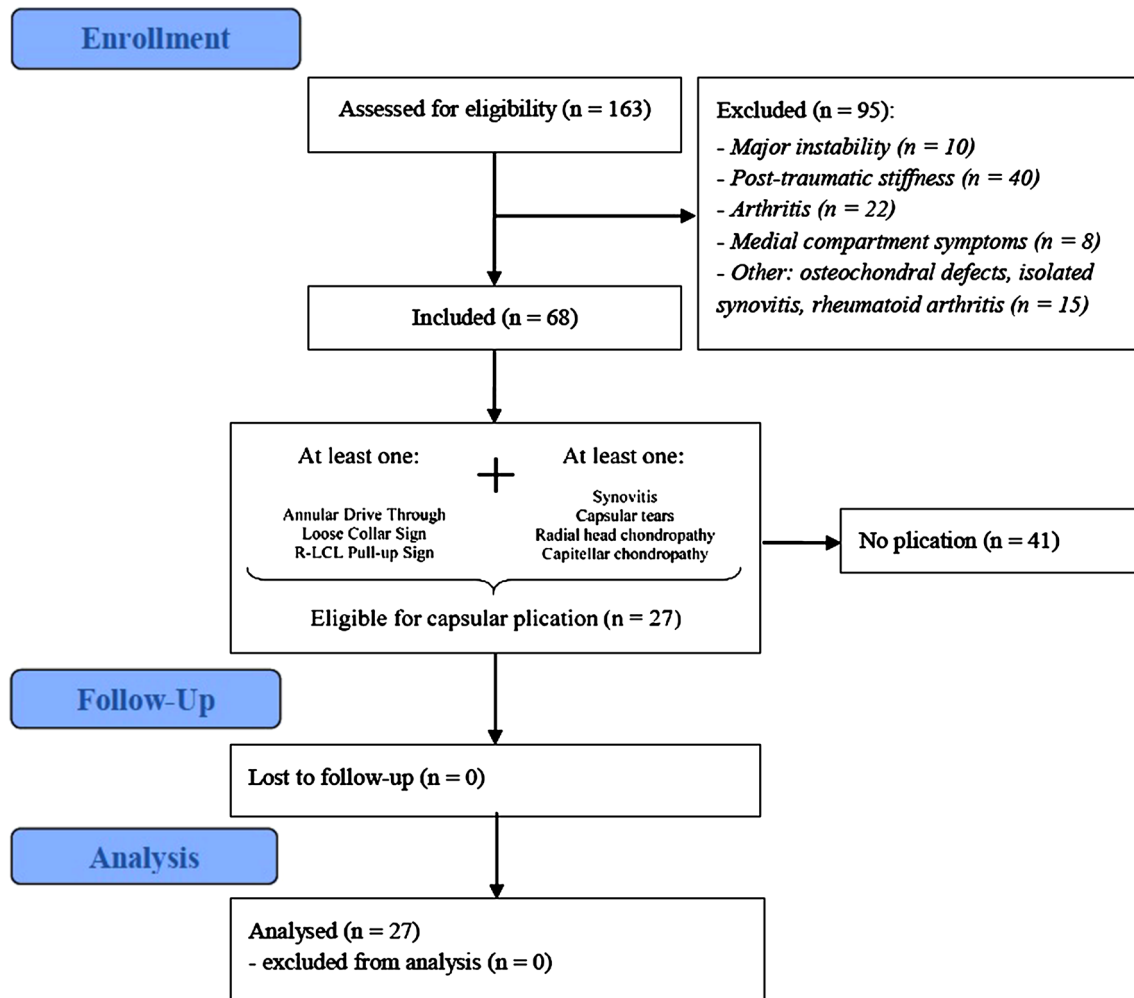 Enrollment
Assessed for eligibility (n = 163)
Excluded (n = 95):
- Major instability (n = 10)
- Post-traumatic stiffness (n = 40)
- Arthritis (n = 22)
- Medial compartment symptoms (n = 8)
- Other: osteochondral defects, isolated
synovitis, rheumatoid arthritis (n = 15)
Included (n = 68)
At least one:
Annular Drive Through
Loose Collar Sign
R-LCL Pull-up Sign
+
At least one:
Synovitis
Capsular tears
Radial head chondropathy
Capitellar chondropathy
Eligible for capsular plication (n = 27)
No plication (n = 41)
Follow-Up
Lost to follow-up (n = 0)
Analysis
Analysed (n = 27)
- excluded from analysis (n = 0)